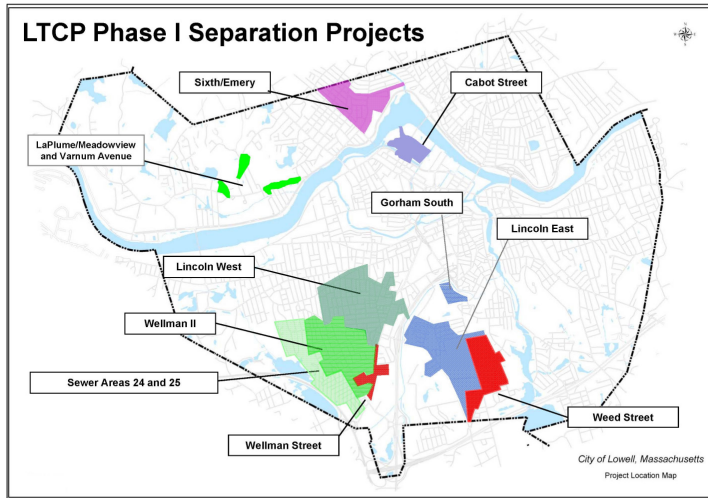 LTCP Phase I Separation Projects
Sixth/Emery
Cabot Street
LaPlume/Meadowview
and Varnum Avenue
Gorham South
Lincoln East
Lincoln West
Wellman II
Sewer Areas 24 and 25
Wellman Street
Weed Street
City of Lowell, Massachusetts
Project Location Map